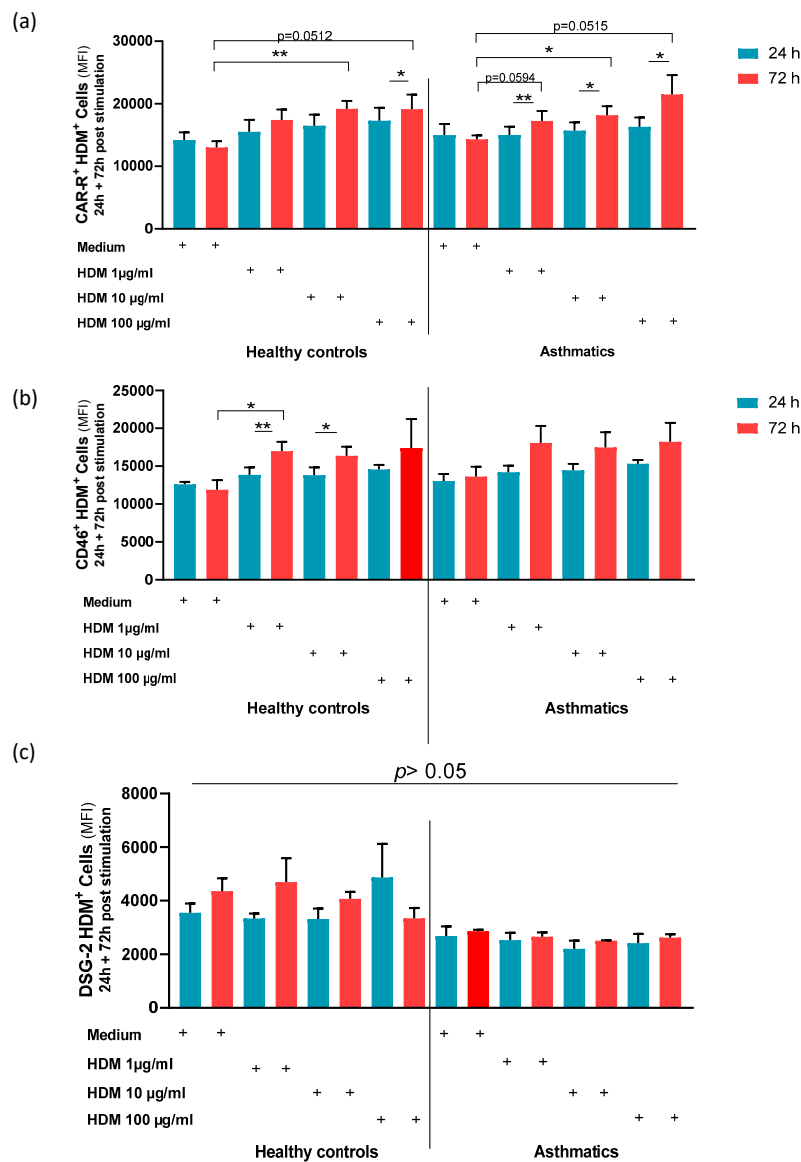 (a)
CAR-R⁺ HDM⁺ Cells (MFI)
24h + 72h post stimulation
30000
20000
10000
0
p=0.0512
**
*
p=0.0515
*
p=0.0594
**
*
*
24 h
72 h
Medium + + + +
HDM 1µg/ml + + + +
HDM 10 µg/ml + + + +
HDM 100 µg/ml + + + +
Healthy controls Asthmatics
(b)
CD46⁺ HDM⁺ Cells (MFI)
24h + 72h post stimulation
25000
20000
15000
10000
5000
0
*
**
*
24 h
72 h
Medium + + + +
HDM 1µg/ml + + + +
HDM 10 µg/ml + + + +
HDM 100 µg/ml + + + +
Healthy controls Asthmatics
(c)
p> 0.05
DSG-2 HDM⁺ Cells (MFI)
24h + 72h post stimulation
8000
6000
4000
2000
0
Medium + + + +
HDM 1µg/ml + + + +
HDM 10 µg/ml + + + +
HDM 100 µg/ml + + + +
Healthy controls Asthmatics